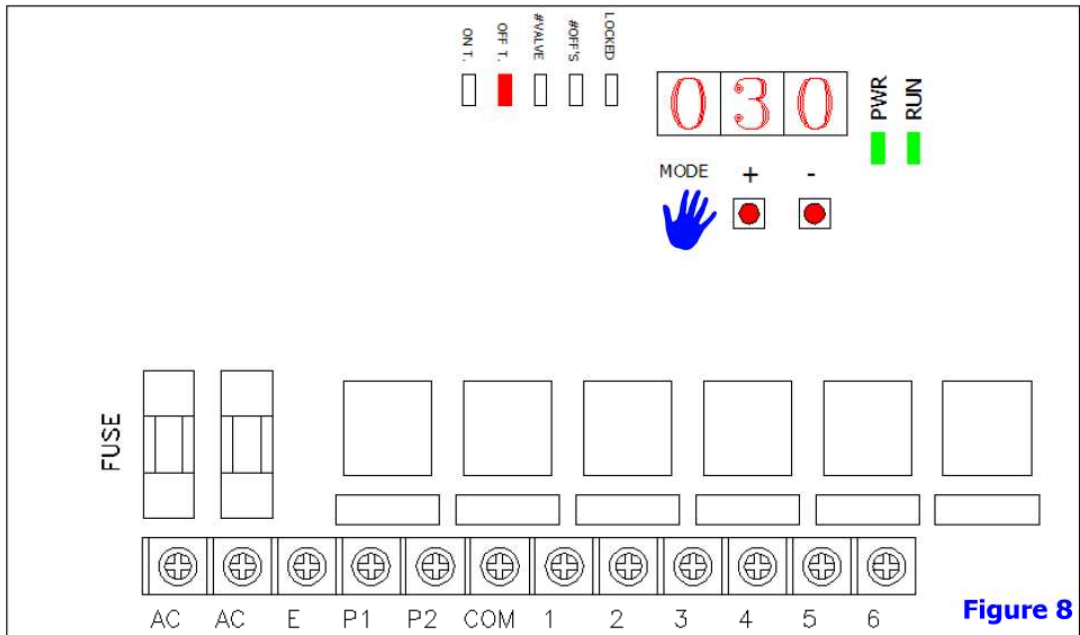 ON T. OFF T. #VALVE #OFF'S LOCKED
030
PWR RUN
MODE + -
FUSE
AC AC E P1 P2 COM 1 2 3 4 5 6
Figure 8